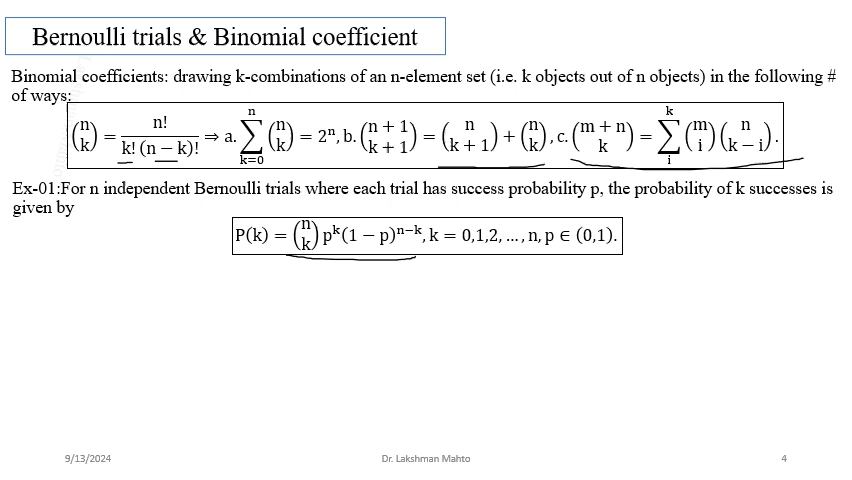 Bernoulli trials & Binomial coefficient
Binomial coefficients: drawing k-combinations of an n-element set (i.e. k objects out of n objects) in the following #
of ways:
(n k) = n! / k! (n − k)! ⇒ a. ∑_{k=0}^{n} (n k) = 2ⁿ, b. (n + 1 k + 1) = (n k + 1) + (n k), c. (m + n k) = ∑_{i}^{k} (m i) (n k − i).
Ex-01:For n independent Bernoulli trials where each trial has success probability p, the probability of k successes is
given by
P(k) = (n k) pᵏ(1 − p)ⁿ⁻ᵏ, k = 0,1,2, … , n, p ∈ (0,1).
9/13/2024 Dr. Lakshman Mahto 4